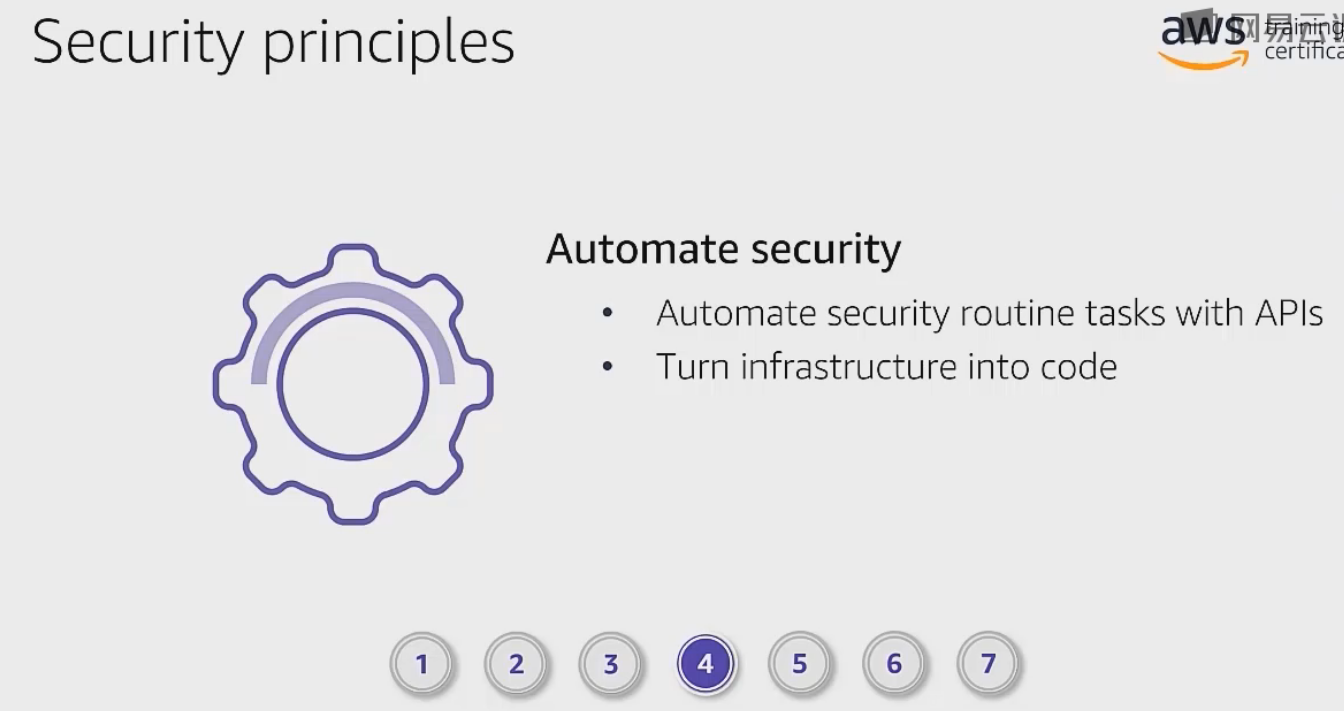 Security principles
aws
training
certifica
网易云
Automate security
• Automate security routine tasks with APIs
• Turn infrastructure into code
1 2 3 4 5 6 7